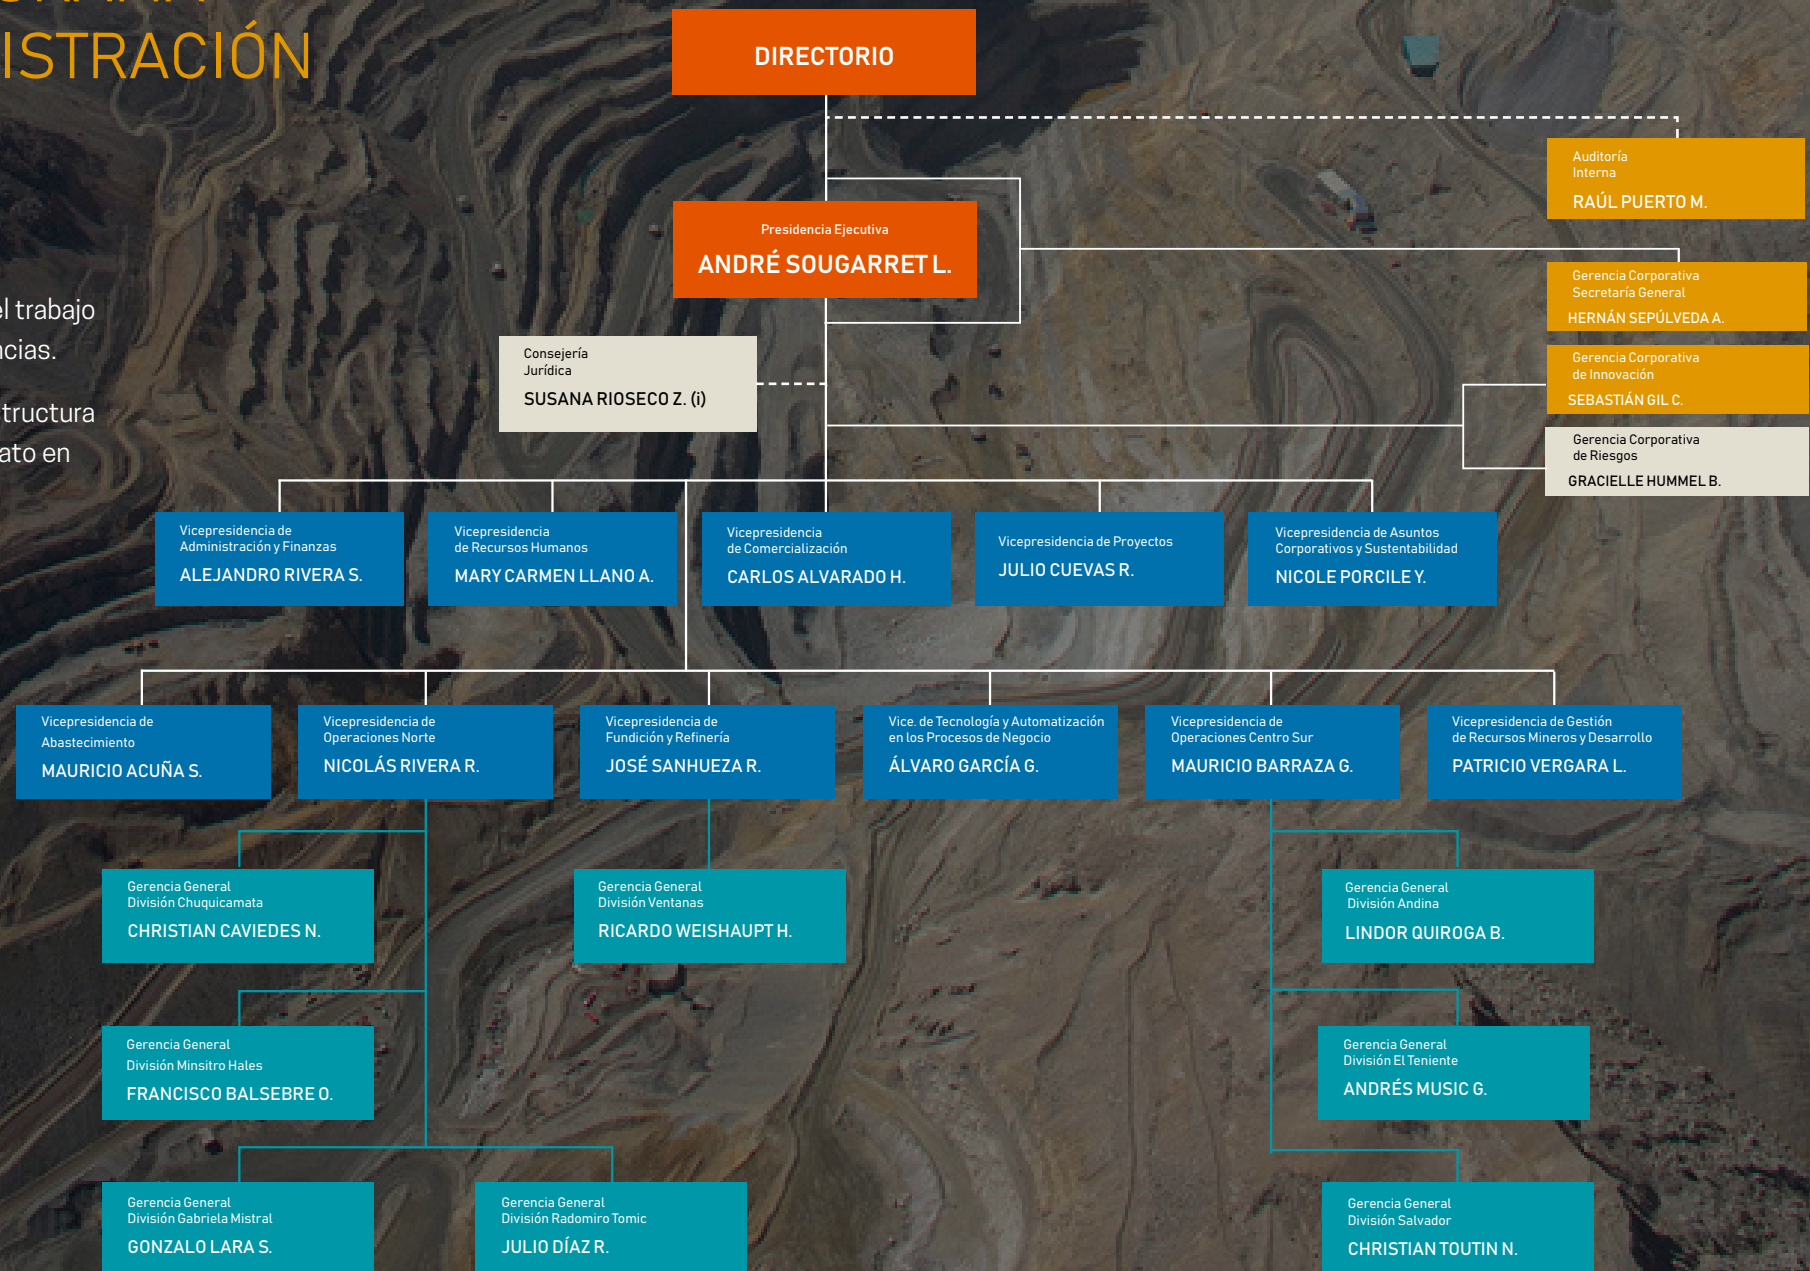 ISTRACIÓN
el trabajo
ncias.
structura
ato en
DIRECTORIO
Auditoría
Interna
RAÚL PUERTO M.
Presidencia Ejecutiva
ANDRÉ SOUGARRET L.
Gerencia Corporativa
Secretaría General
HERNÁN SEPÚLVEDA A.
Consejería
Jurídica
SUSANA RIOSECO Z. (i)
Gerencia Corporativa
de Innovación
SEBASTIÁN GIL C.
Gerencia Corporativa
de Riesgos
GRACIELLE HUMMEL B.
Vicepresidencia de
Administración y Finanzas
ALEJANDRO RIVERA S.
Vicepresidencia
de Recursos Humanos
MARY CARMEN LLANO A.
Vicepresidencia
de Comercialización
CARLOS ALVARADO H.
Vicepresidencia de Proyectos
JULIO CUEVAS R.
Vicepresidencia de Asuntos
Corporativos y Sustentabilidad
NICOLE PORCILE Y.
Vicepresidencia de
Abastecimiento
MAURICIO ACUÑA S.
Vicepresidencia de
Operaciones Norte
NICOLÁS RIVERA R.
Vicepresidencia de
Fundición y Refinería
JOSÉ SANHUEZA R.
Vice. de Tecnología y Automatización
en los Procesos de Negocio
ÁLVARO GARCÍA G.
Vicepresidencia de
Operaciones Centro Sur
MAURICIO BARRAZA G.
Vicepresidencia de Gestión
de Recursos Mineros y Desarrollo
PATRICIO VERGARA L.
Gerencia General
División Chuquicamata
CHRISTIAN CAVIEDES N.
Gerencia General
División Ventanas
RICARDO WEISHAUPT H.
Gerencia General
División Andina
LINDOR QUIROGA B.
Gerencia General
División Minsitro Hales
FRANCISCO BALSEBRE O.
Gerencia General
División El Teniente
ANDRÉS MUSIC G.
Gerencia General
División Gabriela Mistral
GONZALO LARA S.
Gerencia General
División Radomiro Tomic
JULIO DÍAZ R.
Gerencia General
División Salvador
CHRISTIAN TOUTIN N.